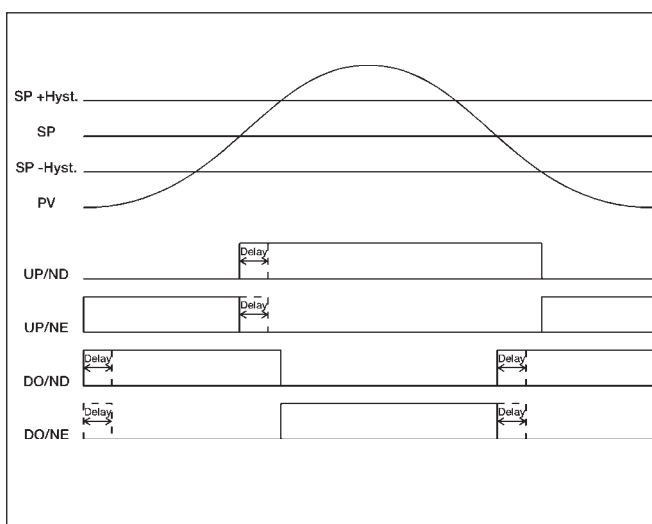 SP +Hyst.
SP
SP -Hyst.
PV
Delay
UP/ND
Delay
UP/NE
Delay
Delay
DO/ND
Delay
Delay
DO/NE